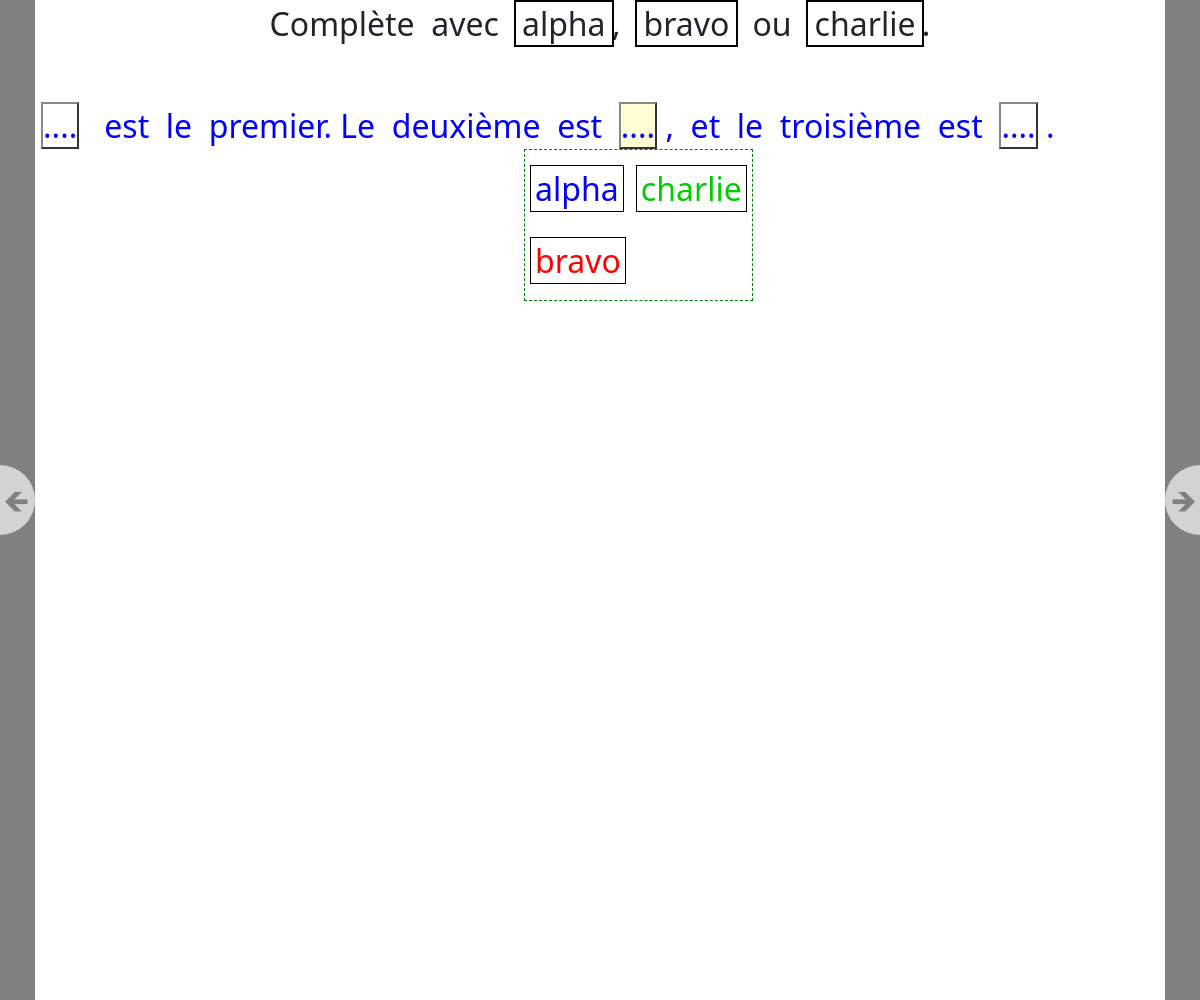 Complète avec alpha, bravo ou charlie.
.... est le premier. Le deuxième est .... , et le troisième est .... .
alpha charlie
bravo